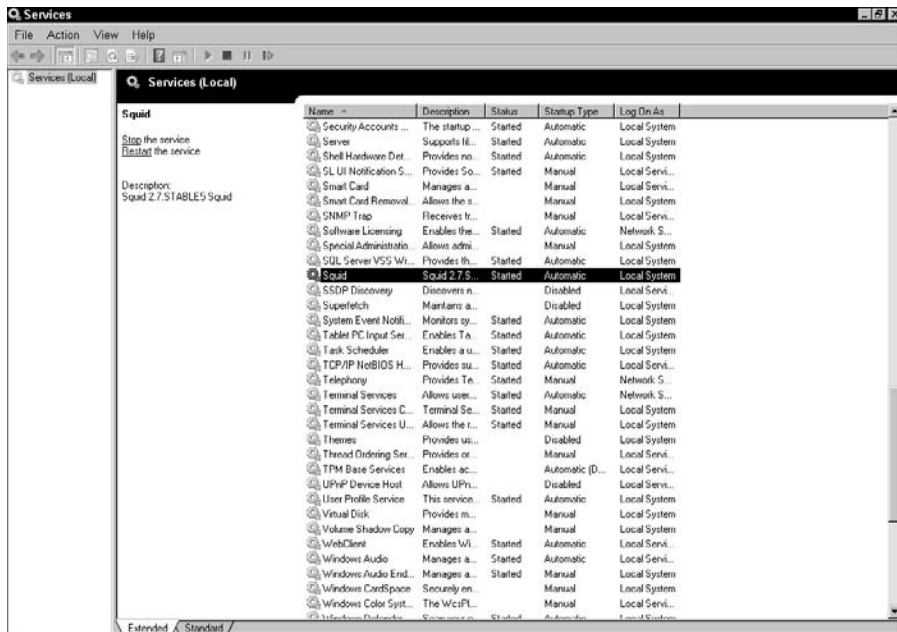 Services
File Action View Help
Services (Local)
Services (Local)
Squid
Stop the service
Restart the service
Description:
Squid 2.7.STABLE5 Squid
Name Description Status Startup Type Log On As
Security Accounts ... The startup ... Started Automatic Local System
Server Supports fil... Started Automatic Local System
Shell Hardware Det... Provides no... Started Automatic Local System
SL UI Notification S... Provides So... Started Manual Local Servi...
Smart Card Manages a... Manual Local Servi...
Smart Card Removal... Allows the s... Manual Local System
SNMP Trap Receives tr... Manual Local Servi...
Software Licensing Enables the... Started Automatic Network S...
Special Administratio... Allows admi... Manual Local System
SQL Server VSS Wr... Provides th... Started Automatic Local System
Squid Squid 2.7.S... Started Automatic Local System
SSDP Discovery Discovers n... Disabled Local Servi...
Superfetch Maintains a... Disabled Local System
System Event Notifi... Monitors sy... Started Automatic Local System
Tablet PC Input Ser... Enables Ta... Started Automatic Local System
Task Scheduler Enables a u... Started Automatic Local System
TCP/IP NetBIOS H... Provides su... Started Automatic Local Servi...
Telephony Provides Te... Started Manual Network S...
Terminal Services Allows user... Started Automatic Network S...
Terminal Services C... Terminal Se... Started Manual Local System
Terminal Services U... Allows the r... Started Manual Local System
Themes Provides us... Disabled Local System
Thread Ordering Ser... Provides or... Manual Local Servi...
TPM Base Services Enables ac... Automatic (D... Local Servi...
UPnP Device Host Allows UPn... Disabled Local Servi...
User Profile Service This service... Started Automatic Local System
Virtual Disk Provides m... Manual Local System
Volume Shadow Copy Manages a... Manual Local System
WebClient Enables Wi... Started Automatic Local Servi...
Windows Audio Manages a... Started Automatic Local Servi...
Windows Audio End... Manages a... Started Manual Local System
Windows CardSpace Securely en... Manual Local System
Windows Color Syst... The WcsPl... Manual Local Servi...
Windows Defender Started Automatic Local System
Extended Standard